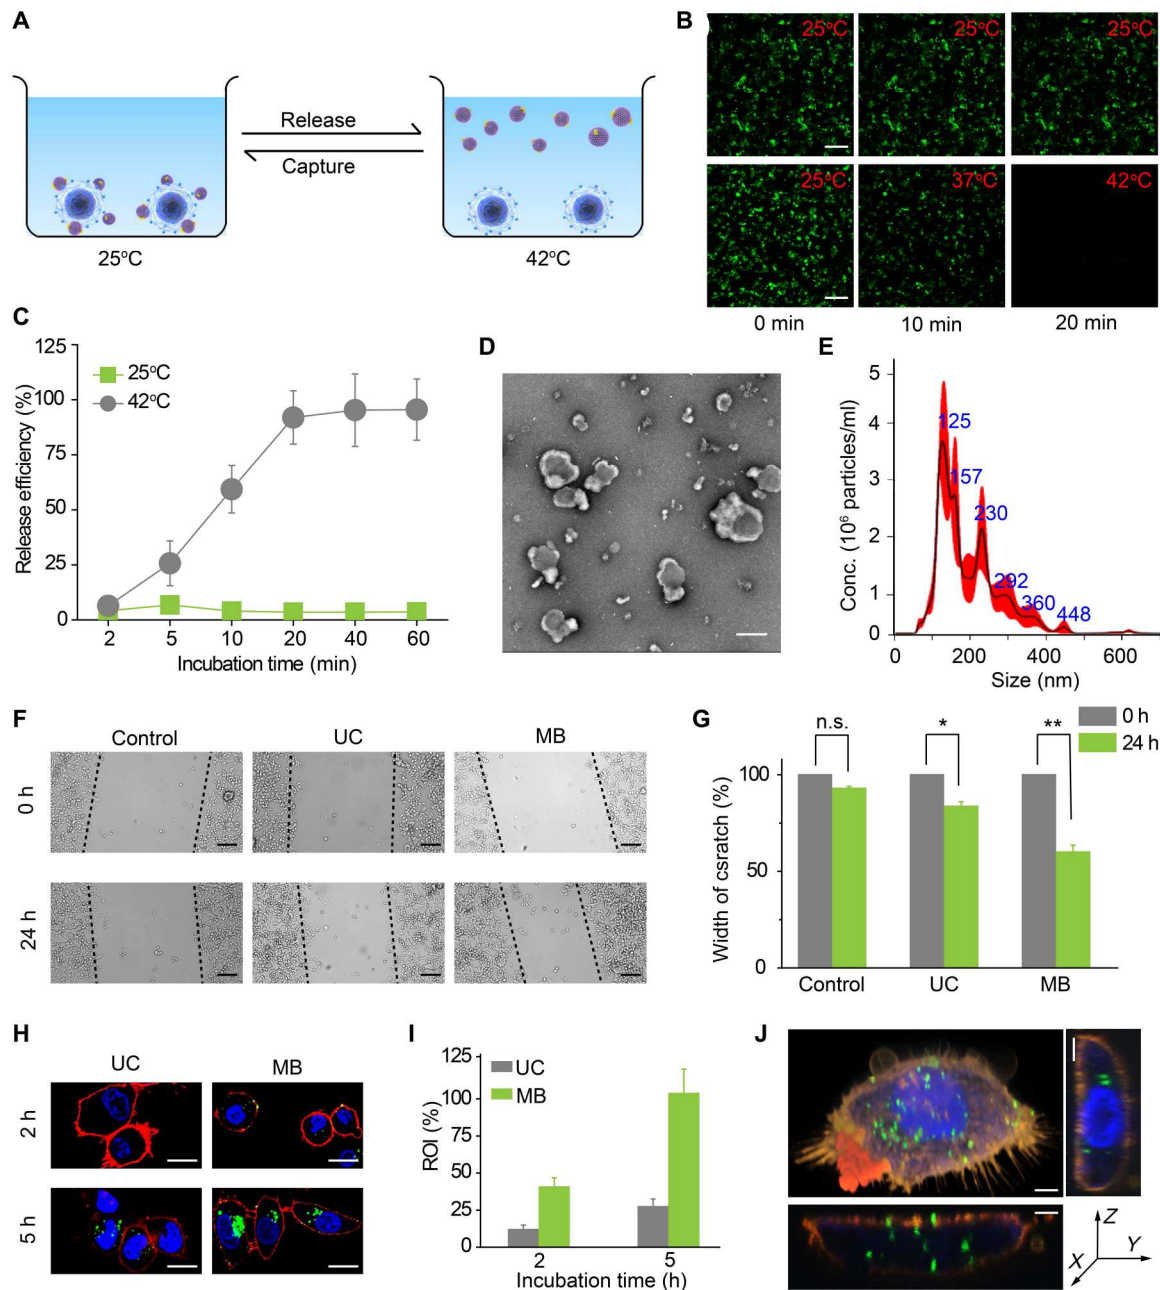 A
Release
Capture
25°C
42°C
B
25°C
25°C
25°C
25°C
37°C
42°C
0 min
10 min
20 min
C
Release efficiency (%)
125
100
75
50
25
0
25°C
42°C
2
5
10
20
40
60
Incubation time (min)
D
E
Conc. (10⁶ particles/ml)
5
4
3
2
1
0
125
157
230
292
360
448
0
200
400
600
Size (nm)
F
Control
UC
MB
0 h
24 h
G
0 h
24 h
n.s.
*
**
Width of csratch (%)
100
50
0
Control
UC
MB
H
UC
MB
2 h
5 h
I
ROI (%)
125
100
75
50
25
0
UC
MB
2
5
Incubation time (h)
J
Z
Y
X